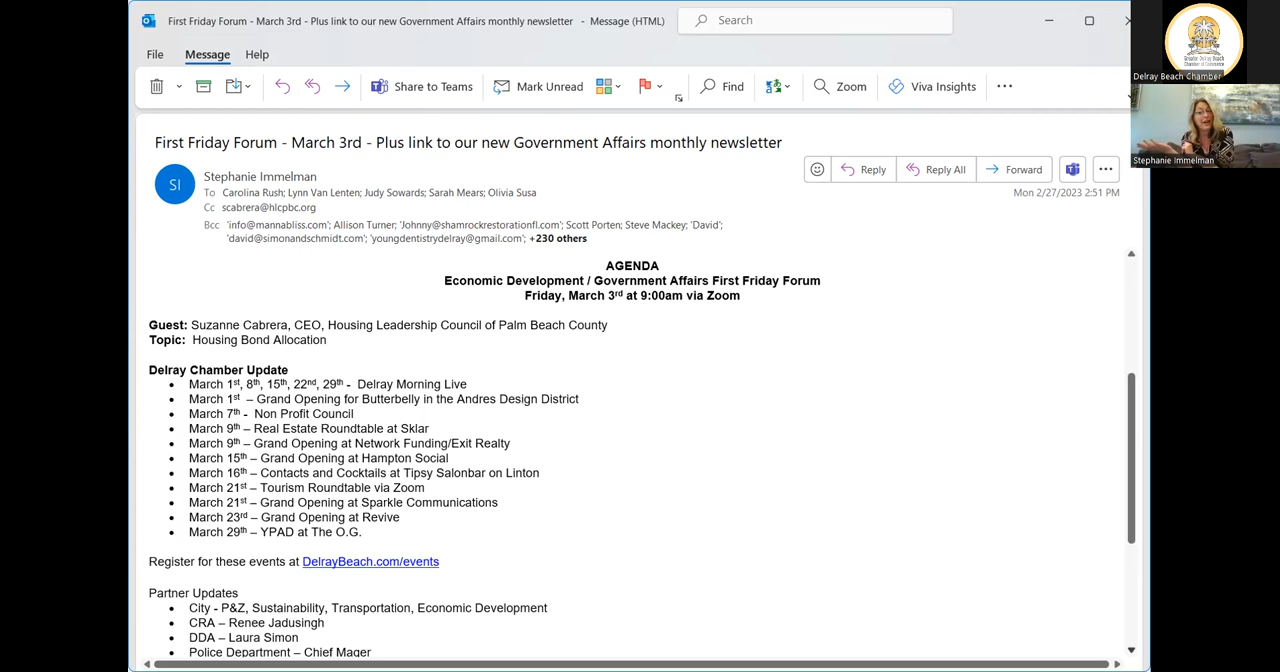 First Friday Forum - March 3rd - Plus link to our new Government Affairs monthly newsletter - Message (HTML)
Search
File Message Help
Share to Teams Mark Unread Find Zoom Viva Insights
First Friday Forum - March 3rd - Plus link to our new Government Affairs monthly newsletter
SI
Stephanie Immelman
Reply Reply All Forward
To Carolina Rush; Lynn Van Lenten; Judy Sowards; Sarah Mears; Olivia Susa
Mon 2/27/2023 2:51 PM
Cc scabrera@hlcpbc.org
Bcc 'info@mannabliss.com'; Allison Turner; 'Johnny@shamrockrestorationfl.com'; Scott Porten; Steve Mackey; 'David';
'david@simonandschmidt.com'; 'youngdentistrydelray@gmail.com'; +230 others
AGENDA
Economic Development / Government Affairs First Friday Forum
Friday, March 3rd at 9:00am via Zoom
Guest: Suzanne Cabrera, CEO, Housing Leadership Council of Palm Beach County
Topic: Housing Bond Allocation
Delray Chamber Update
• March 1st, 8th, 15th, 22nd, 29th - Delray Morning Live
• March 1st – Grand Opening for Butterbelly in the Andres Design District
• March 7th - Non Profit Council
• March 9th – Real Estate Roundtable at Sklar
• March 9th – Grand Opening at Network Funding/Exit Realty
• March 15th – Grand Opening at Hampton Social
• March 16th – Contacts and Cocktails at Tipsy Salonbar on Linton
• March 21st – Tourism Roundtable via Zoom
• March 21st – Grand Opening at Sparkle Communications
• March 23rd – Grand Opening at Revive
• March 29th – YPAD at The O.G.
Register for these events at DelrayBeach.com/events
Partner Updates
• City - P&Z, Sustainability, Transportation, Economic Development
• CRA – Renee Jadusingh
• DDA – Laura Simon
• Police Department – Chief Mager
Greater Delray Beach
Chamber of Commerce
Delray Beach Chamber
Stephanie Immelman